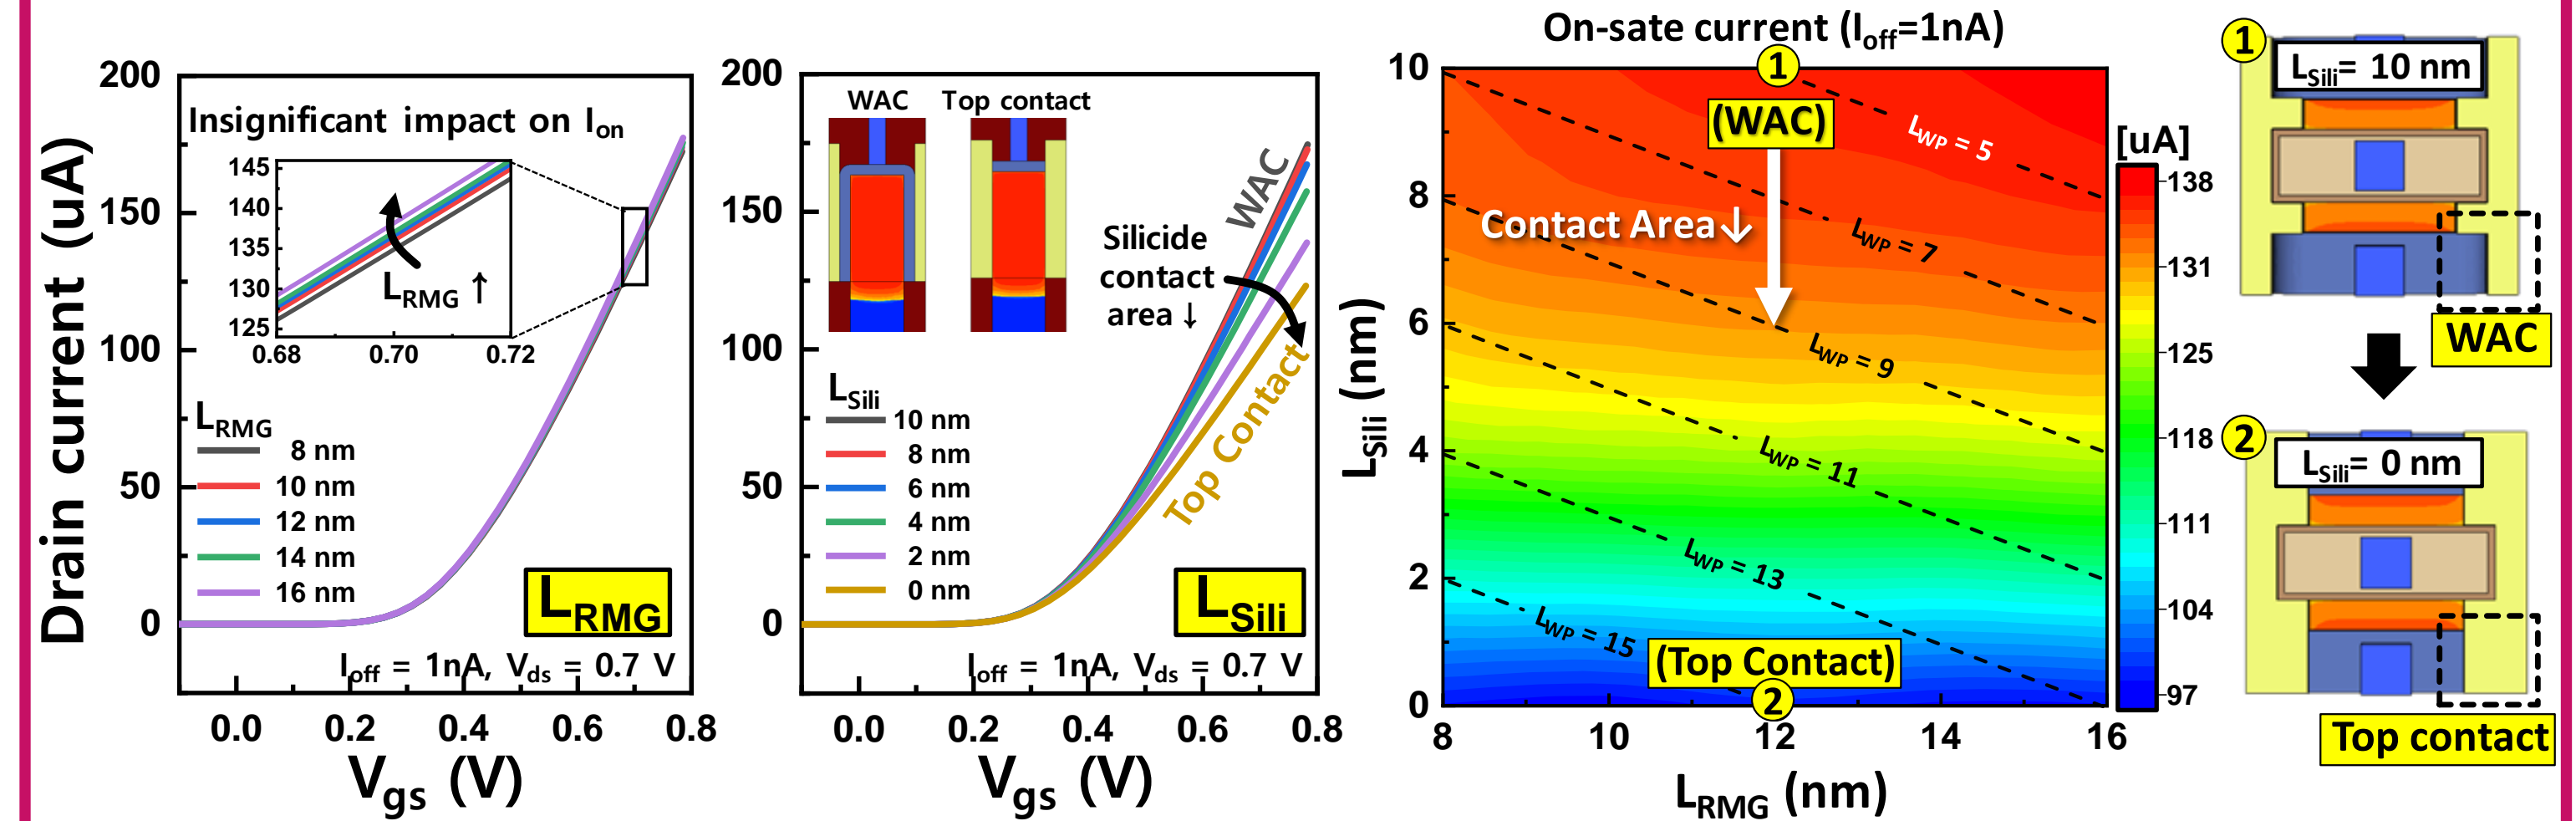 Drain current (uA)
200
150
100
50
0
Insignificant impact on Ion
145
140
135
130
125
0.68 0.70 0.72
LRMG ↑
LRMG
8 nm
10 nm
12 nm
14 nm
16 nm
LRMG
Ioff = 1nA, Vds = 0.7 V
0.0 0.2 0.4 0.6 0.8
Vgs (V)
200
150
100
50
0
WAC Top contact
WAC
Silicide
contact
area ↓
Top Contact
LSili
10 nm
8 nm
6 nm
4 nm
2 nm
0 nm
LSili
Ioff = 1nA, Vds = 0.7 V
0.0 0.2 0.4 0.6 0.8
Vgs (V)
On-sate current (Ioff=1nA)
LSili (nm)
10
8
6
4
2
0
1
(WAC)
LWP = 5
Contact Area↓
LWP = 7
LWP = 9
LWP = 11
LWP = 13
LWP = 15
(Top Contact)
2
8 10 12 14 16
LRMG (nm)
[uA]
138
131
125
118
111
104
97
1
LSili= 10 nm
WAC
2
LSili= 0 nm
Top contact